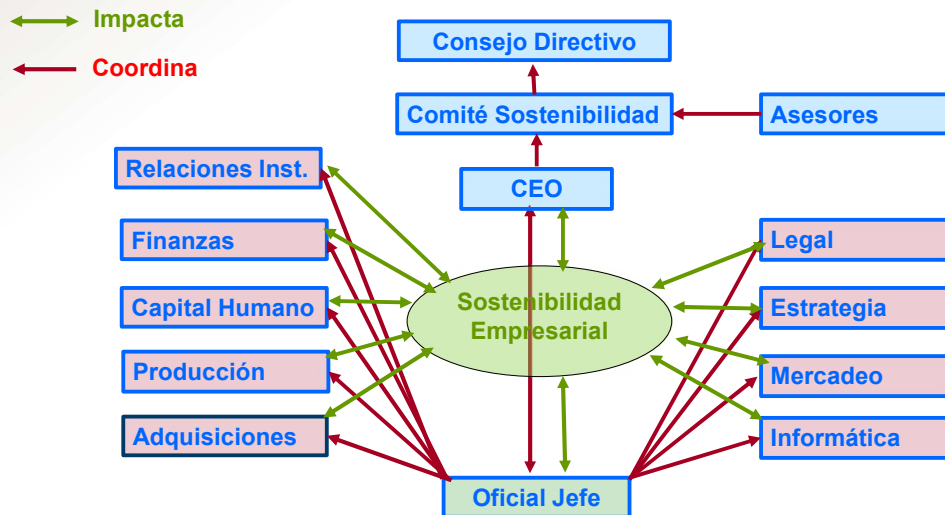 Impacta
Coordina
Consejo Directivo
Comité Sostenibilidad
Asesores
Relaciones Inst.
CEO
Finanzas
Legal
Sostenibilidad
Empresarial
Capital Humano
Estrategia
Producción
Mercadeo
Adquisiciones
Informática
Oficial Jefe